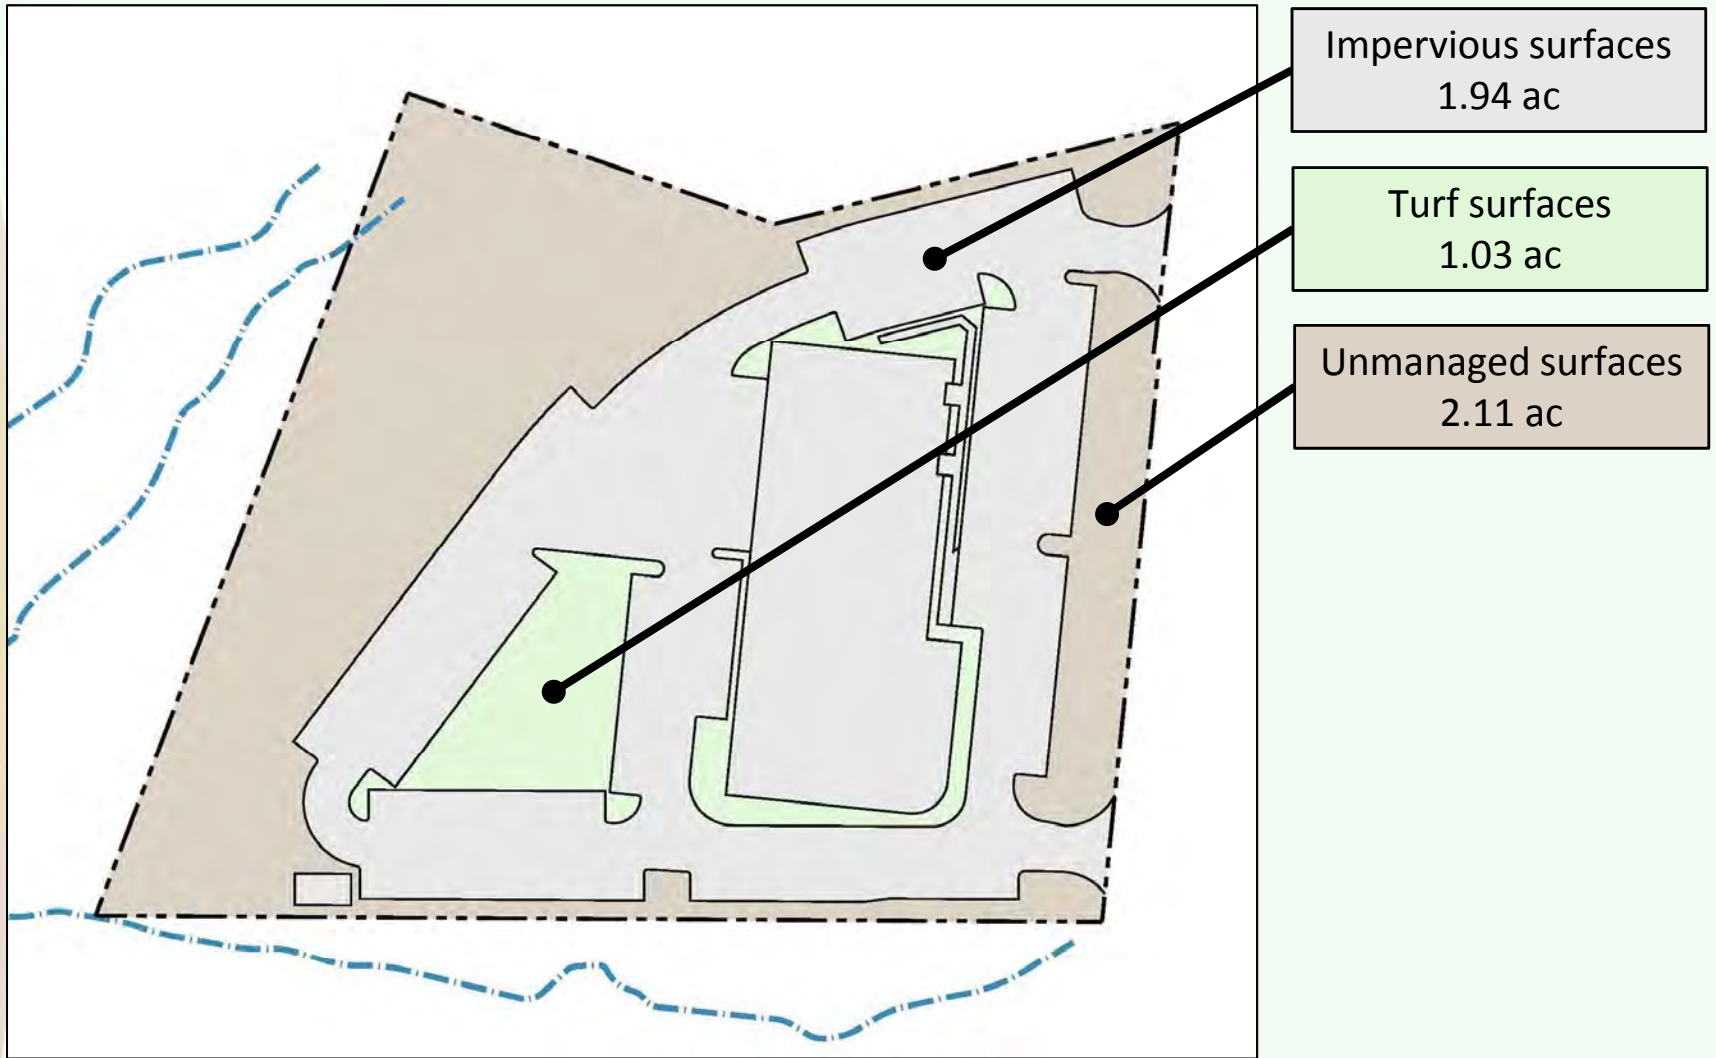 Impervious surfaces
1.94 ac
Turf surfaces
1.03 ac
Unmanaged surfaces
2.11 ac